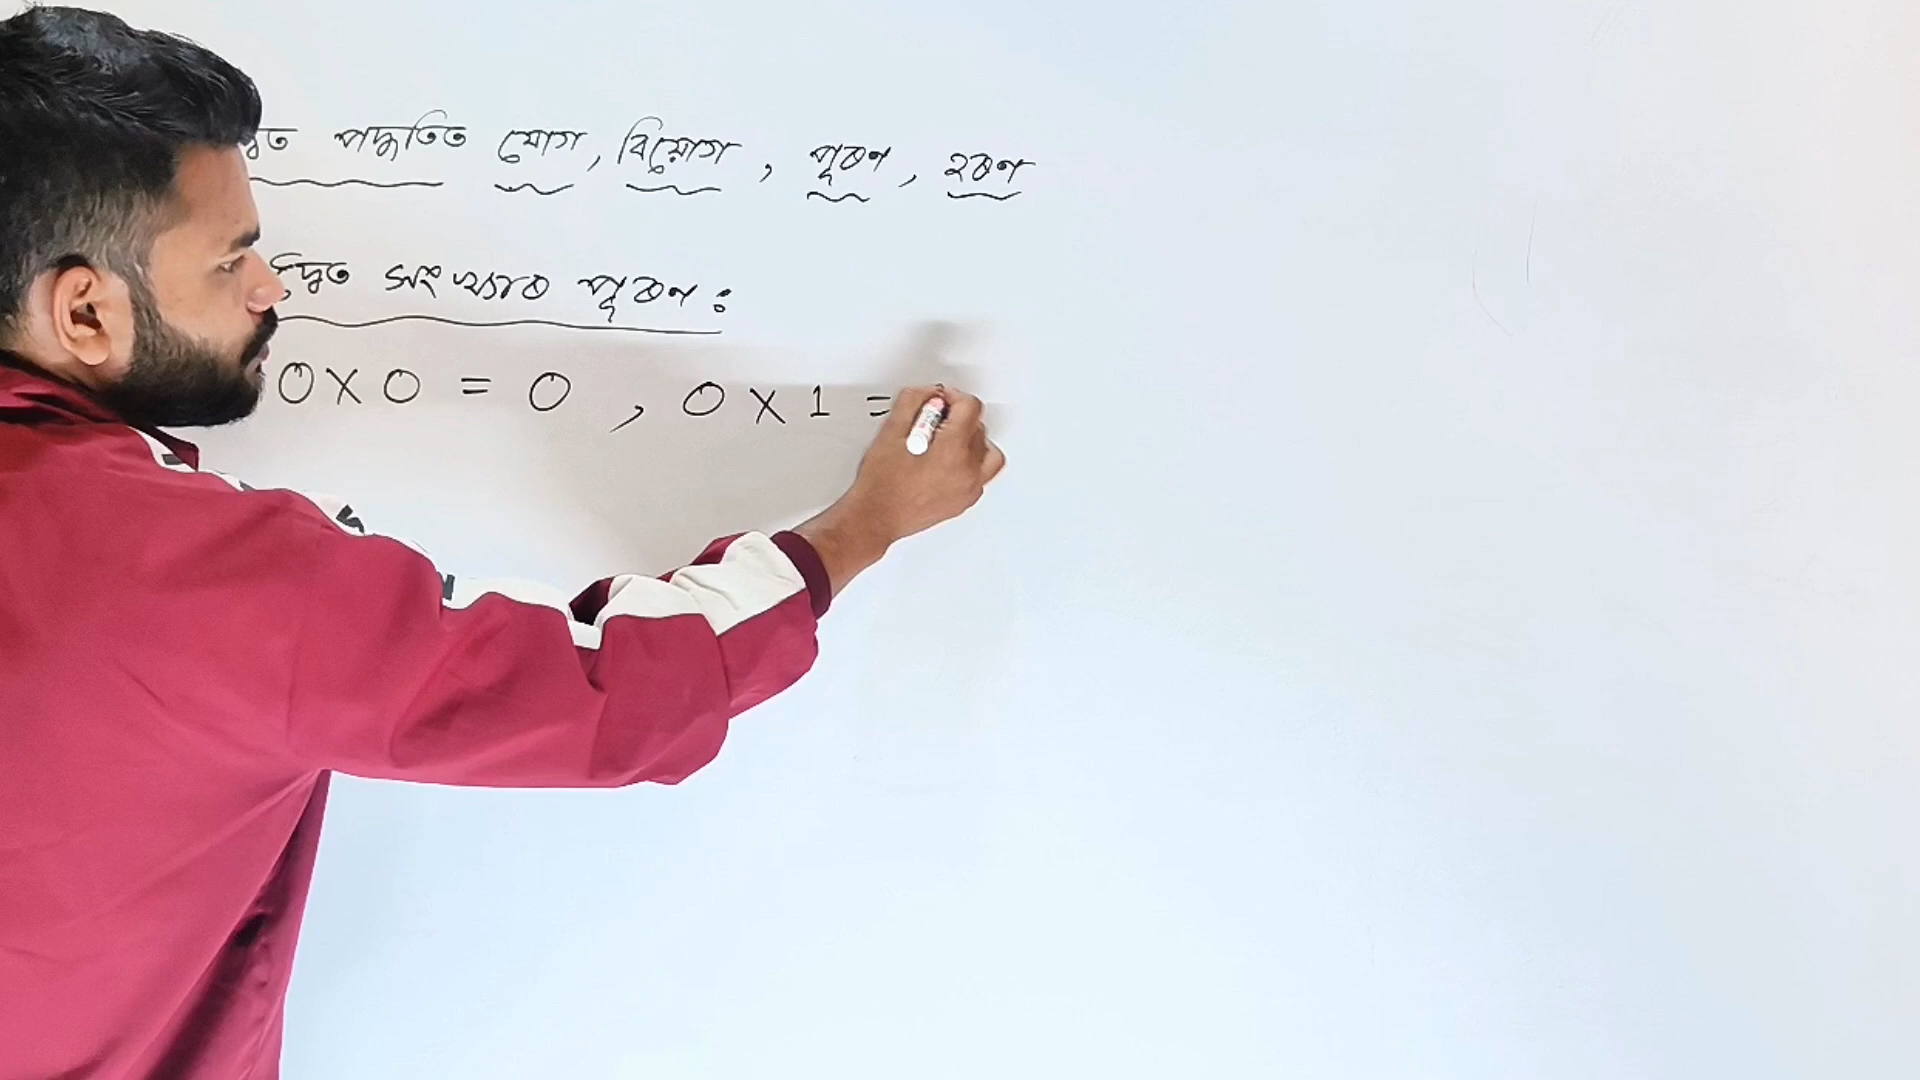 পদ্ধতিত যোগ, বিয়োগ, পূৰণ, হৰণ
সংখ্যাৰ পূৰণ :
0 X 0 = 0 , 0 X 1 =